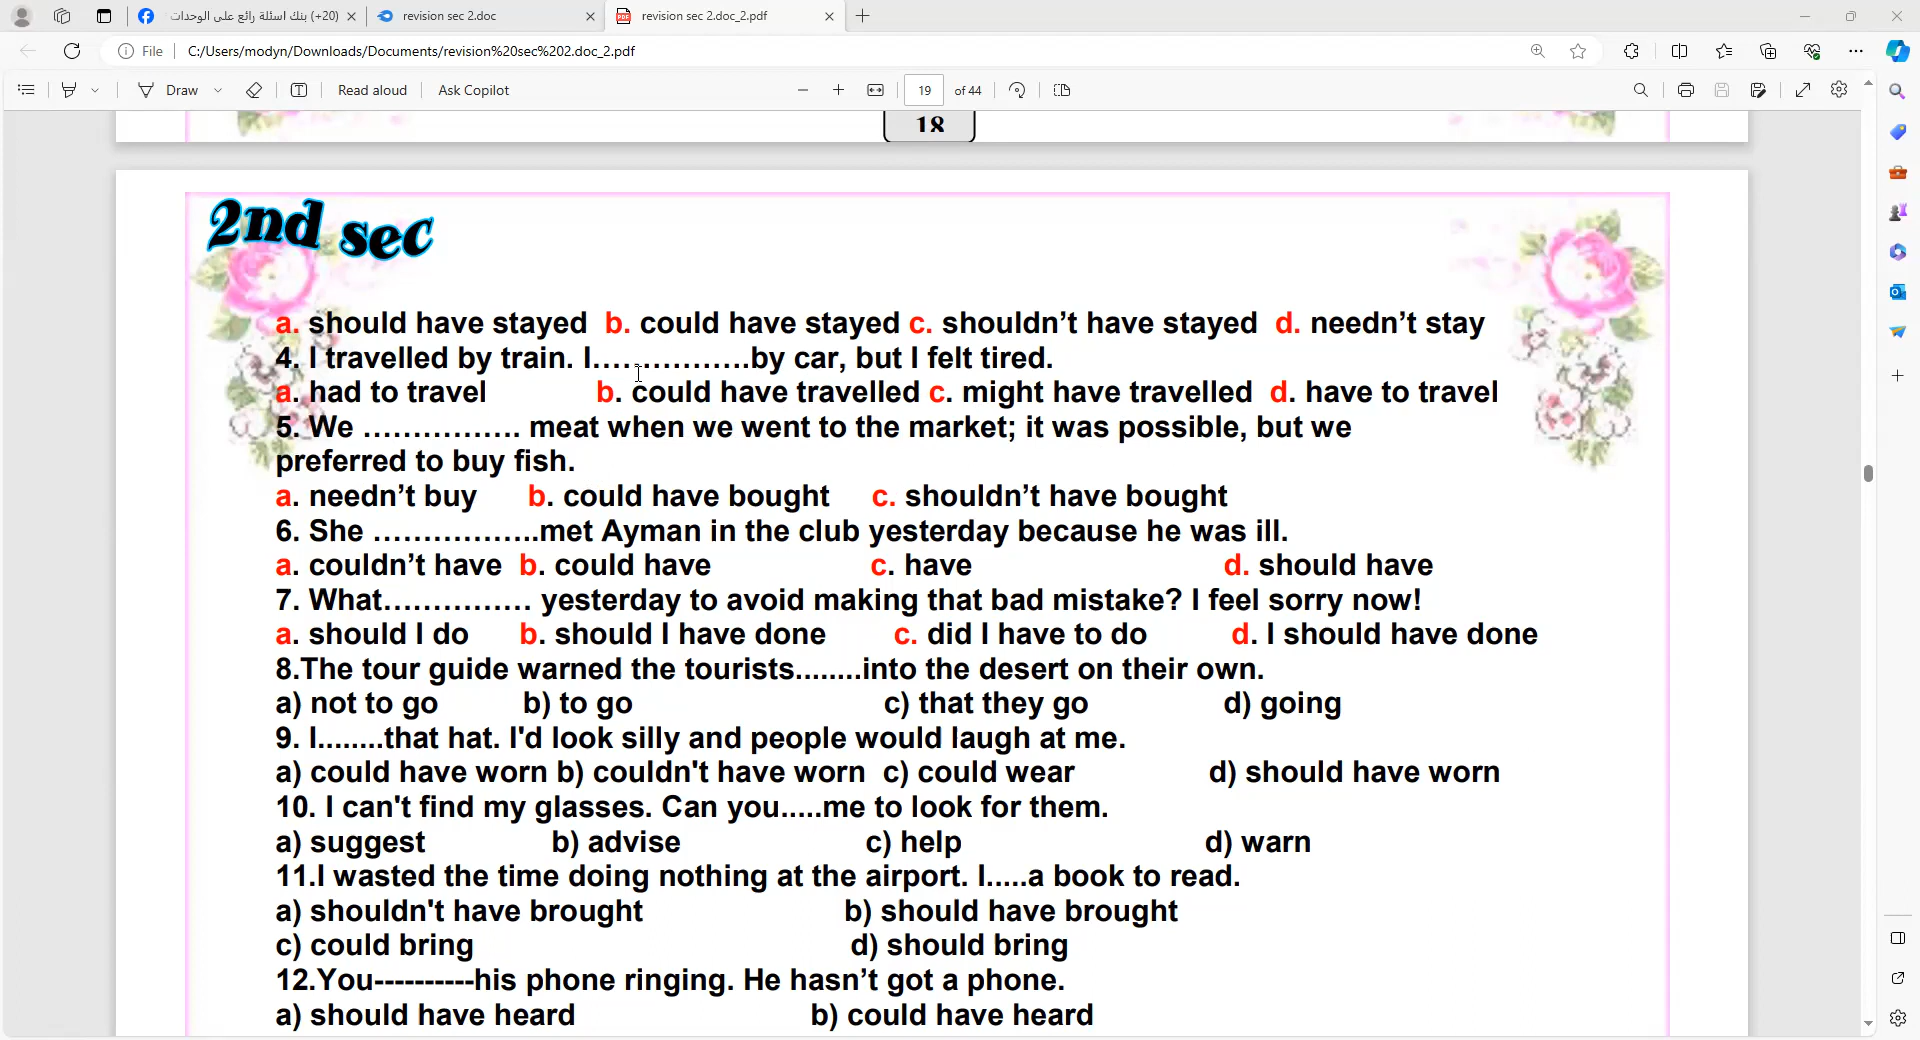 (20+) بنك اسئلة رائع على الوحدات
revision sec 2.doc
revision sec 2.doc_2.pdf
File
C:/Users/modyn/Downloads/Documents/revision%20sec%202.doc_2.pdf
Draw
Read aloud
Ask Copilot
19
of 44
18
2nd sec
a. should have stayed b. could have stayed c. shouldn’t have stayed d. needn’t stay
4. I travelled by train. I…………….by car, but I felt tired.
a. had to travel b. could have travelled c. might have travelled d. have to travel
5. We ……………. meat when we went to the market; it was possible, but we
preferred to buy fish.
a. needn’t buy b. could have bought c. shouldn’t have bought
6. She ……………..met Ayman in the club yesterday because he was ill.
a. couldn’t have b. could have c. have d. should have
7. What…………… yesterday to avoid making that bad mistake? I feel sorry now!
a. should I do b. should I have done c. did I have to do d. I should have done
8.The tour guide warned the tourists........into the desert on their own.
a) not to go b) to go c) that they go d) going
9. I........that hat. I'd look silly and people would laugh at me.
a) could have worn b) couldn't have worn c) could wear d) should have worn
10. I can't find my glasses. Can you.....me to look for them.
a) suggest b) advise c) help d) warn
11.I wasted the time doing nothing at the airport. I.....a book to read.
a) shouldn't have brought b) should have brought
c) could bring d) should bring
12.You----------his phone ringing. He hasn’t got a phone.
a) should have heard b) could have heard